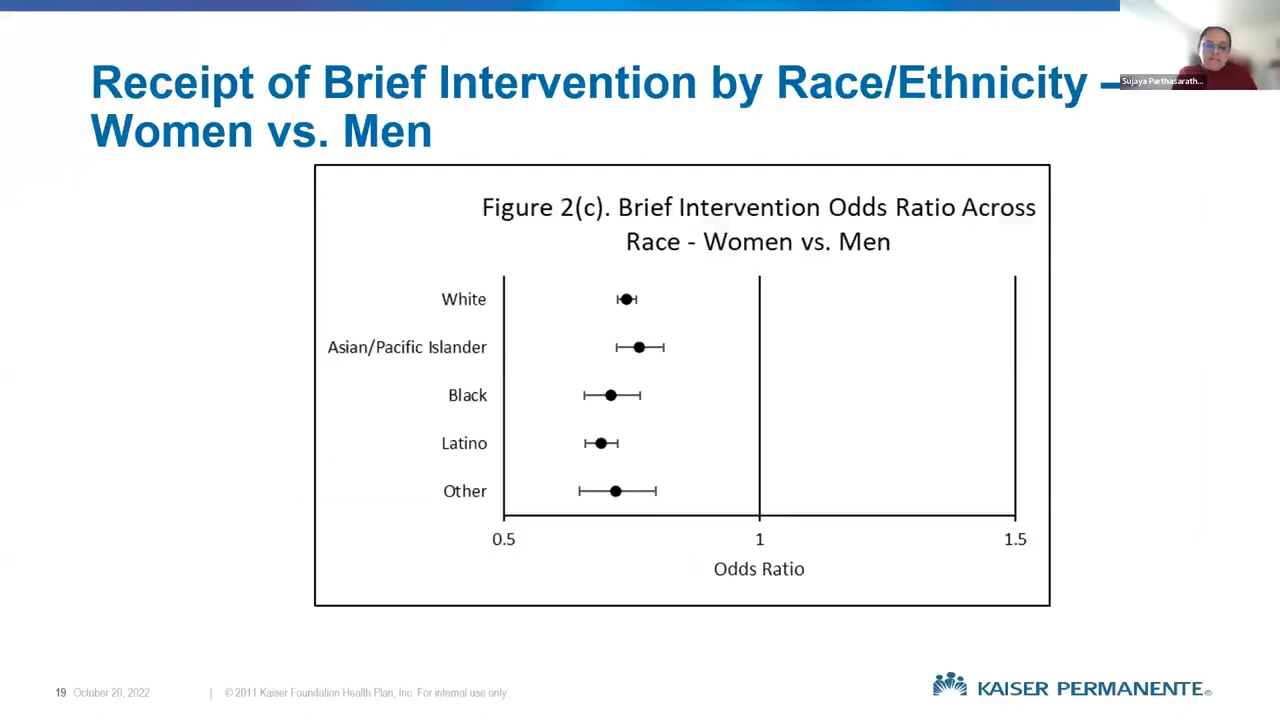 Receipt of Brief Intervention by Race/Ethnicity –
Women vs. Men
Sujaya Parthasarath...
Figure 2(c). Brief Intervention Odds Ratio Across
Race - Women vs. Men
White
Asian/Pacific Islander
Black
Latino
Other
0.5 1 1.5
Odds Ratio
19 October 20, 2022 | © 2011 Kaiser Foundation Health Plan, Inc. For internal use only.
KAISER PERMANENTE®